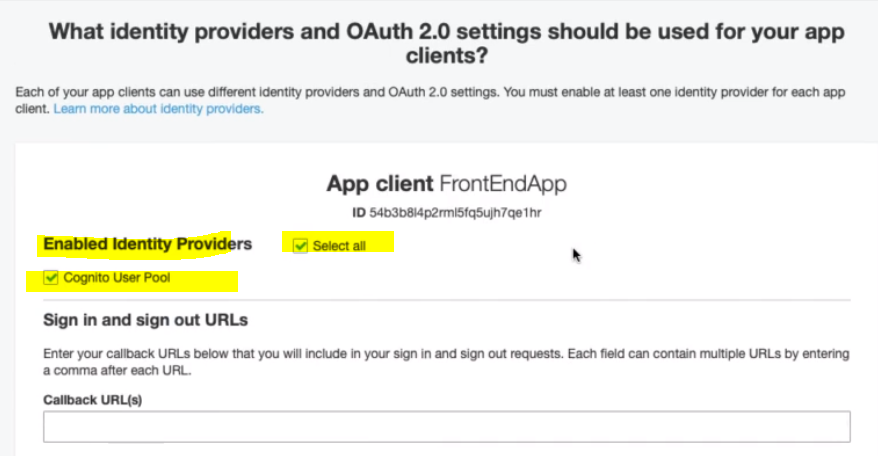 What identity providers and OAuth 2.0 settings should be used for your app
clients?
Each of your app clients can use different identity providers and OAuth 2.0 settings. You must enable at least one identity provider for each app
client. Learn more about identity providers.
App client FrontEndApp
ID 54b3b8l4p2rml5fq5ujh7qe1hr
Enabled Identity Providers Select all
Cognito User Pool
Sign in and sign out URLs
Enter your callback URLs below that you will include in your sign in and sign out requests. Each field can contain multiple URLs by entering
a comma after each URL.
Callback URL(s)